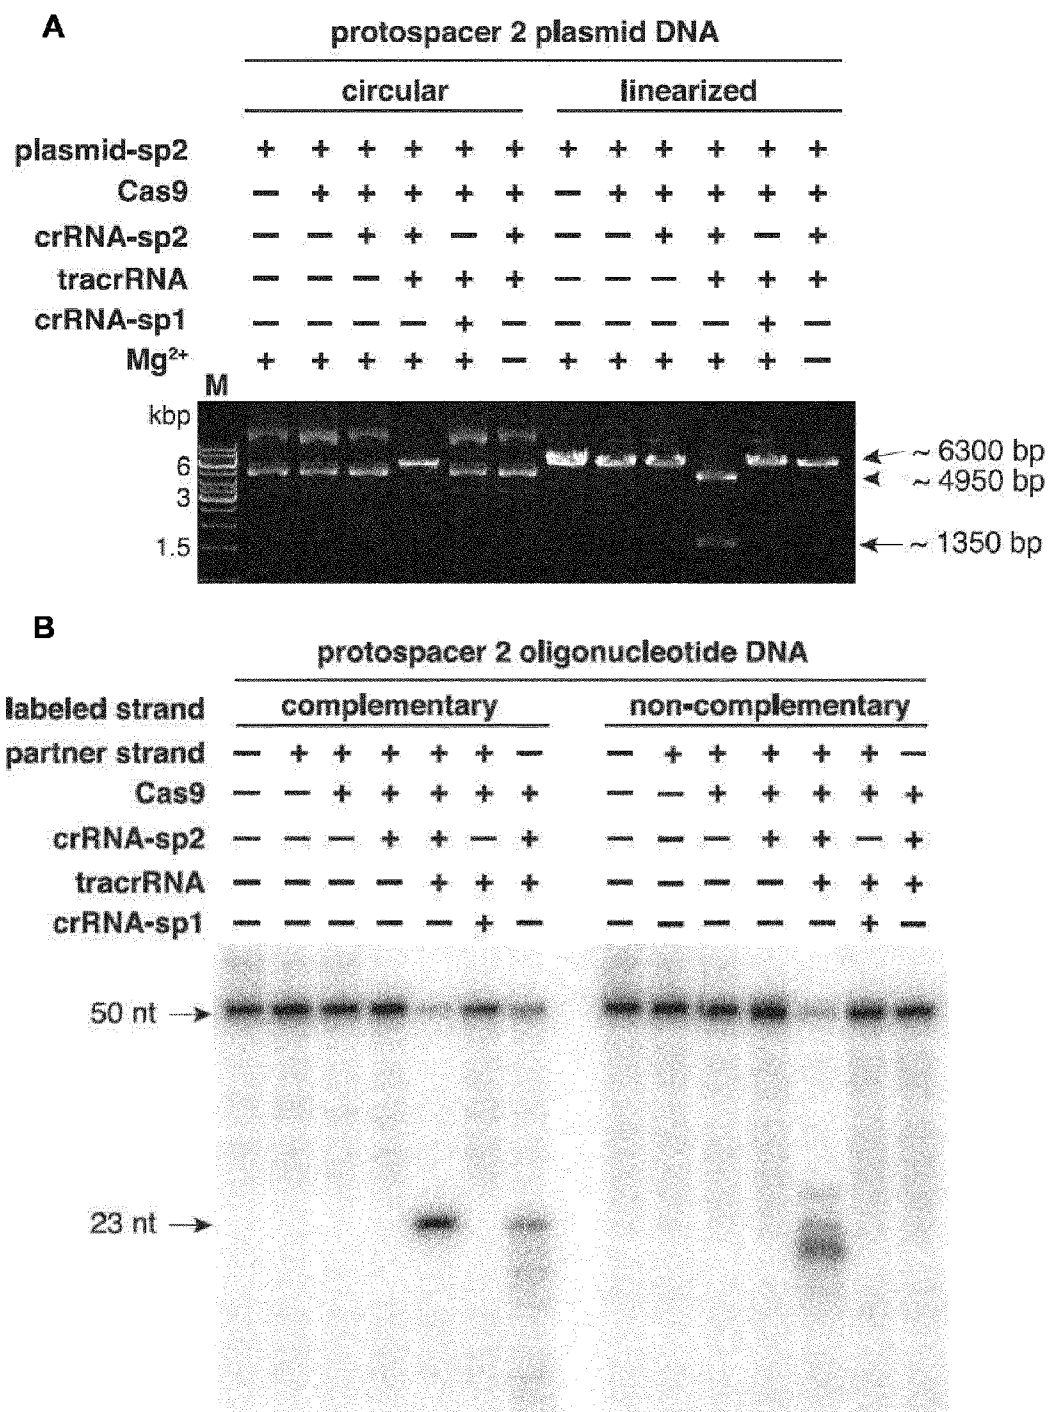 A
protospacer 2 plasmid DNA
circular linearized
plasmid-sp2 + + + + + + + + + + + +
Cas9 — + + + + + — + + + + +
crRNA-sp2 — — + + — + — — + + — +
tracrRNA — — — + + + — — — + + +
crRNA-sp1 — — — — + — — — — — + —
Mg²⁺ + + + + + — + + + + + —
M
kbp
6
3
1.5
~ 6300 bp
~ 4950 bp
~ 1350 bp
B
protospacer 2 oligonucleotide DNA
labeled strand complementary non-complementary
partner strand — + + + + + — — + + + + + —
Cas9 — — + + + + + — — + + + + +
crRNA-sp2 — — — + + — + — — — + + — +
tracrRNA — — — — + + + — — — — + + +
crRNA-sp1 — — — — — + — — — — — — + —
50 nt
23 nt